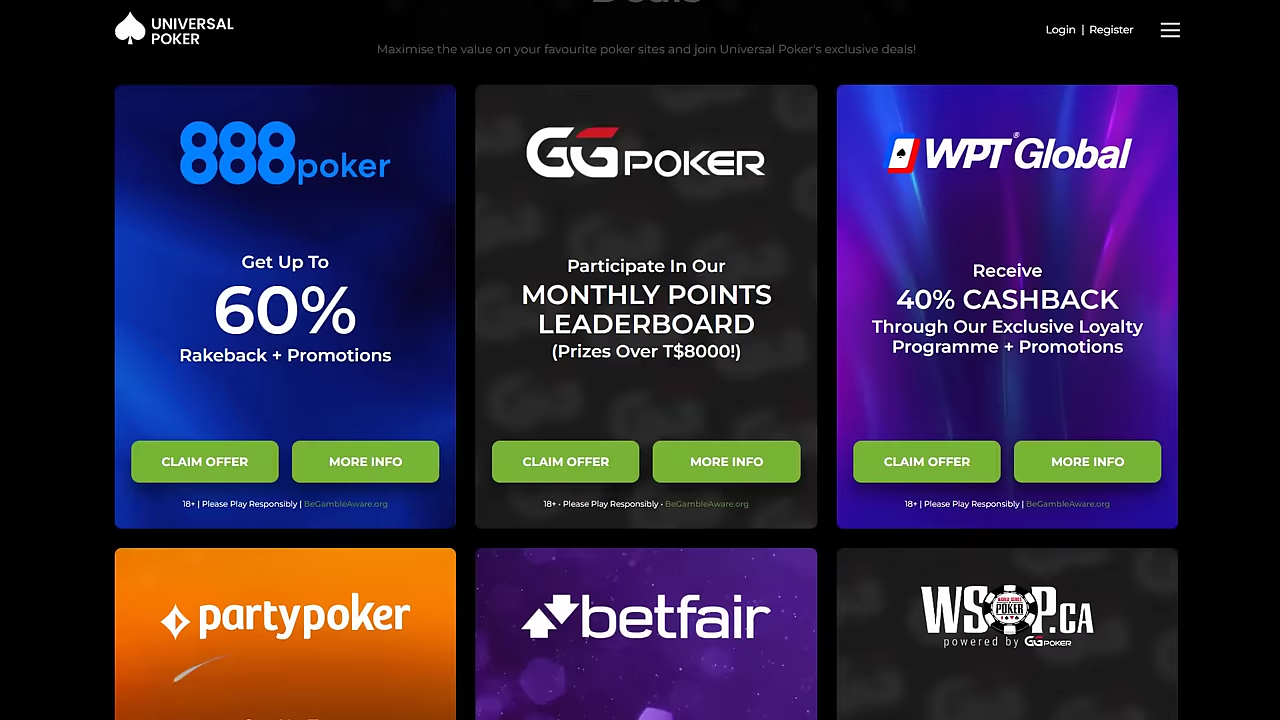 Deals
UNIVERSAL
POKER
Login | Register
Maximise the value on your favourite poker sites and join Universal Poker's exclusive deals!
888poker
Get Up To
60%
Rakeback + Promotions
CLAIM OFFER
MORE INFO
18+ | Please Play Responsibly | BeGambleAware.org
GGPOKER
Participate In Our
MONTHLY POINTS
LEADERBOARD
(Prizes Over T$8000!)
CLAIM OFFER
MORE INFO
18+ • Please Play Responsibly • BeGambleAware.org
WPT® Global
Receive
40% CASHBACK
Through Our Exclusive Loyalty
Programme + Promotions
CLAIM OFFER
MORE INFO
18+ | Please Play Responsibly | BeGambleAware.org
partypoker
betfair
WSOP.CA
WORLD SERIES
POKER
powered by GGPOKER